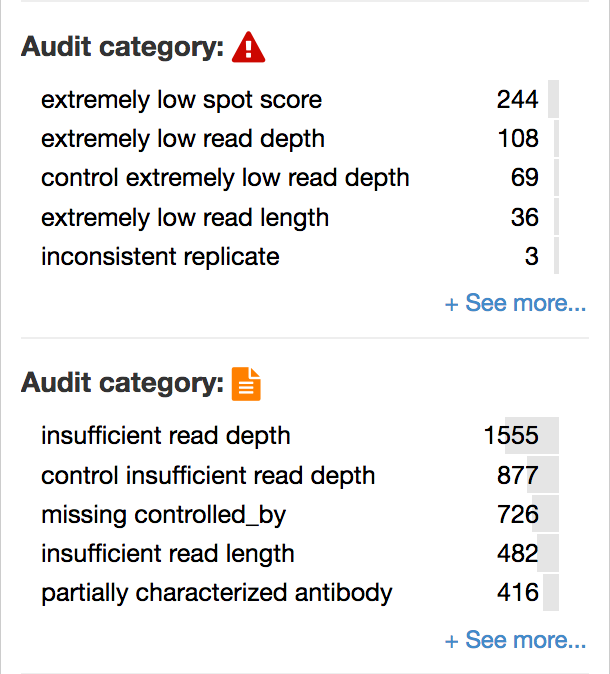 Audit category:
extremely low spot score 244
extremely low read depth 108
control extremely low read depth 69
extremely low read length 36
inconsistent replicate 3
+ See more...
Audit category:
insufficient read depth 1555
control insufficient read depth 877
missing controlled_by 726
insufficient read length 482
partially characterized antibody 416
+ See more...